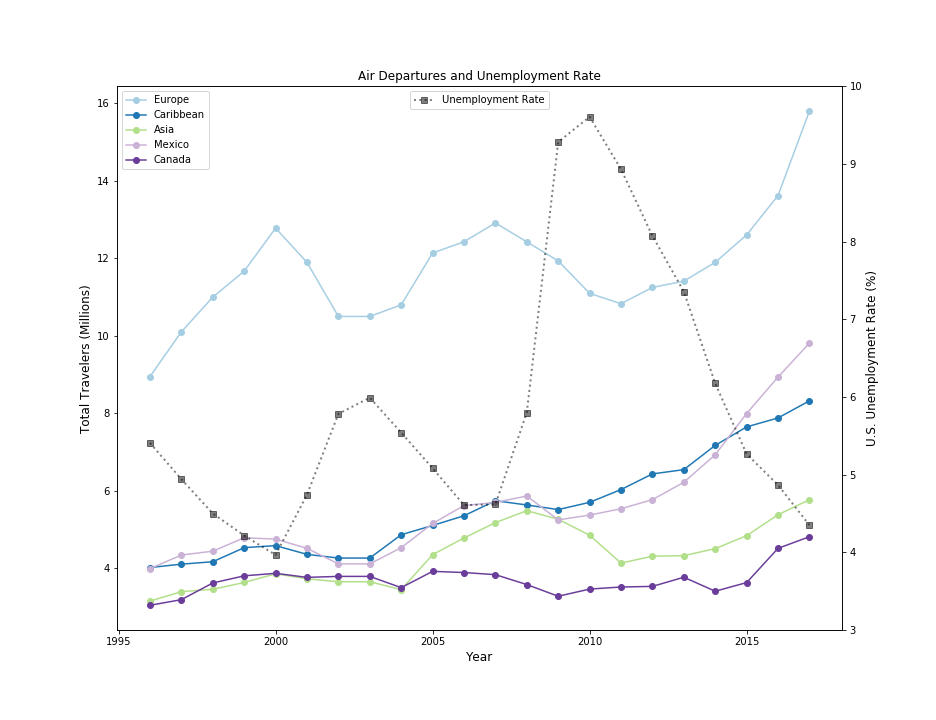 Air Departures and Unemployment Rate
Europe
Caribbean
Asia
Mexico
Canada
Unemployment Rate
16
14
12
10
8
6
4
Total Travelers (Millions)
10
9
8
7
6
5
4
3
U.S. Unemployment Rate (%)
1995 2000 2005 2010 2015
Year